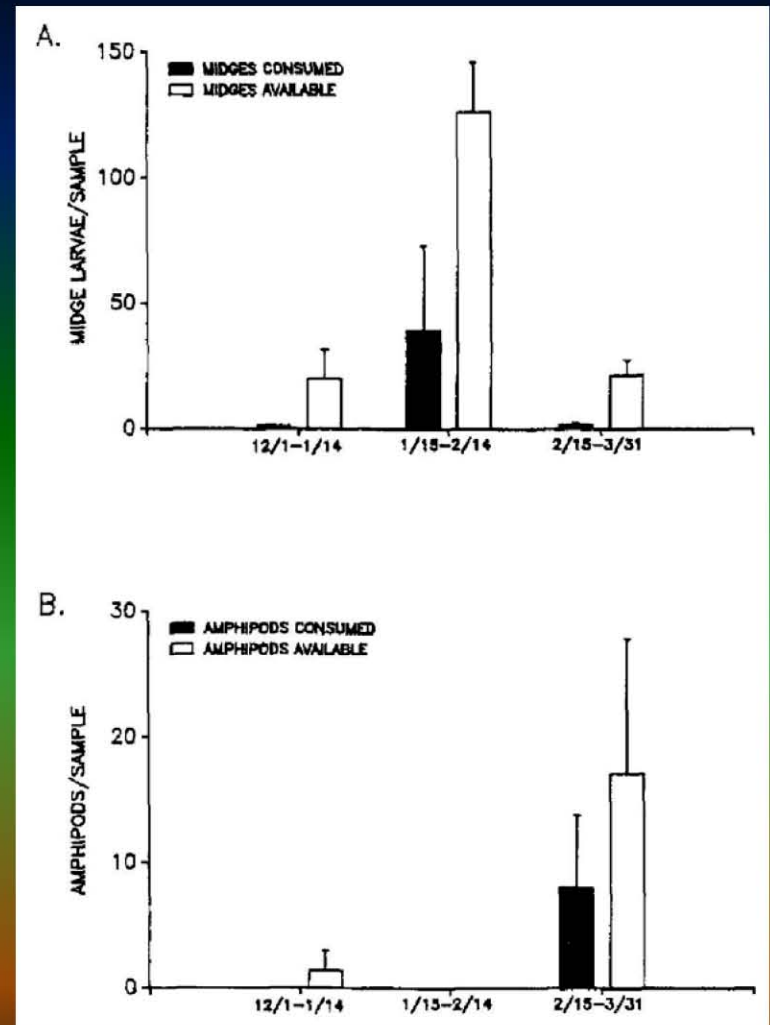 A.
150
MIDGES CONSUMED
MIDGES AVAILABLE
100
50
0
MIDGE LARVAE/SAMPLE
12/1-1/14
1/15-2/14
2/15-3/31
B.
30
AMPHIPODS CONSUMED
AMPHIPODS AVAILABLE
20
10
0
AMPHIPODS/SAMPLE
12/1-1/14
1/15-2/14
2/15-3/31